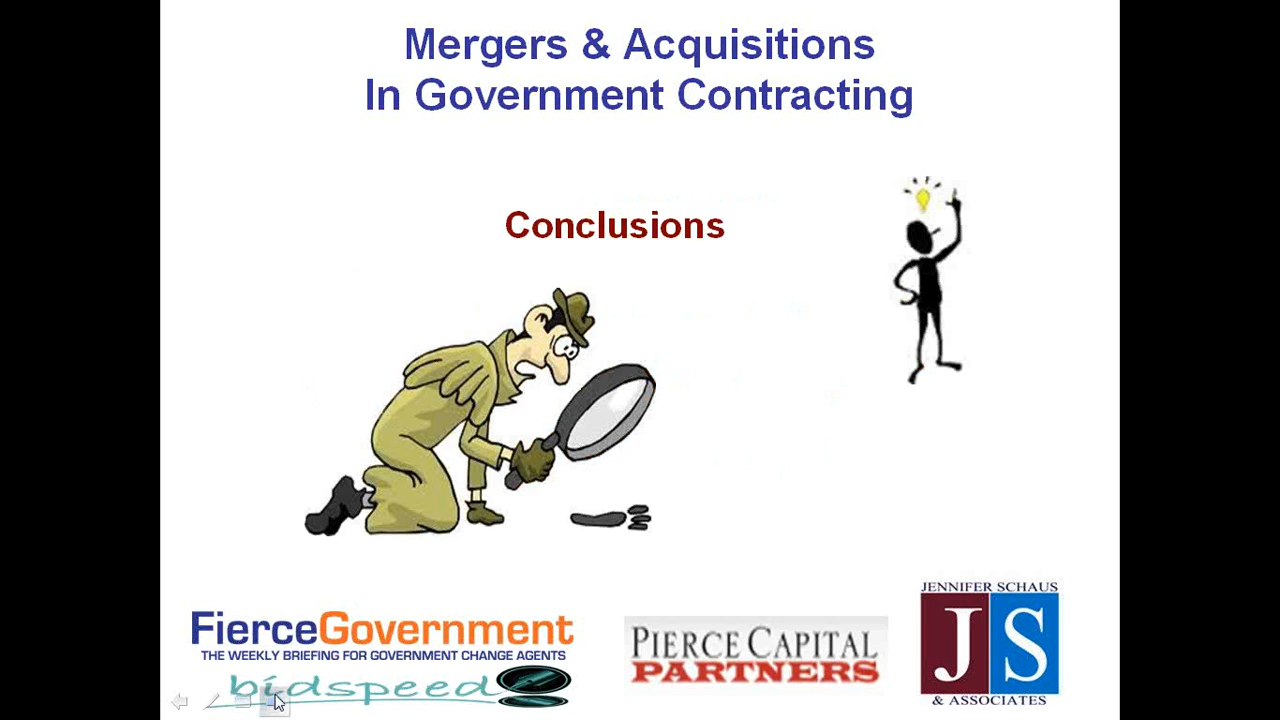 Mergers & Acquisitions
In Government Contracting
Conclusions
FierceGovernment
THE WEEKLY BRIEFING FOR GOVERNMENT CHANGE AGENTS
bidspeed
PIERCE CAPITAL
PARTNERS
JENNIFER SCHAUS
JS
& ASSOCIATES